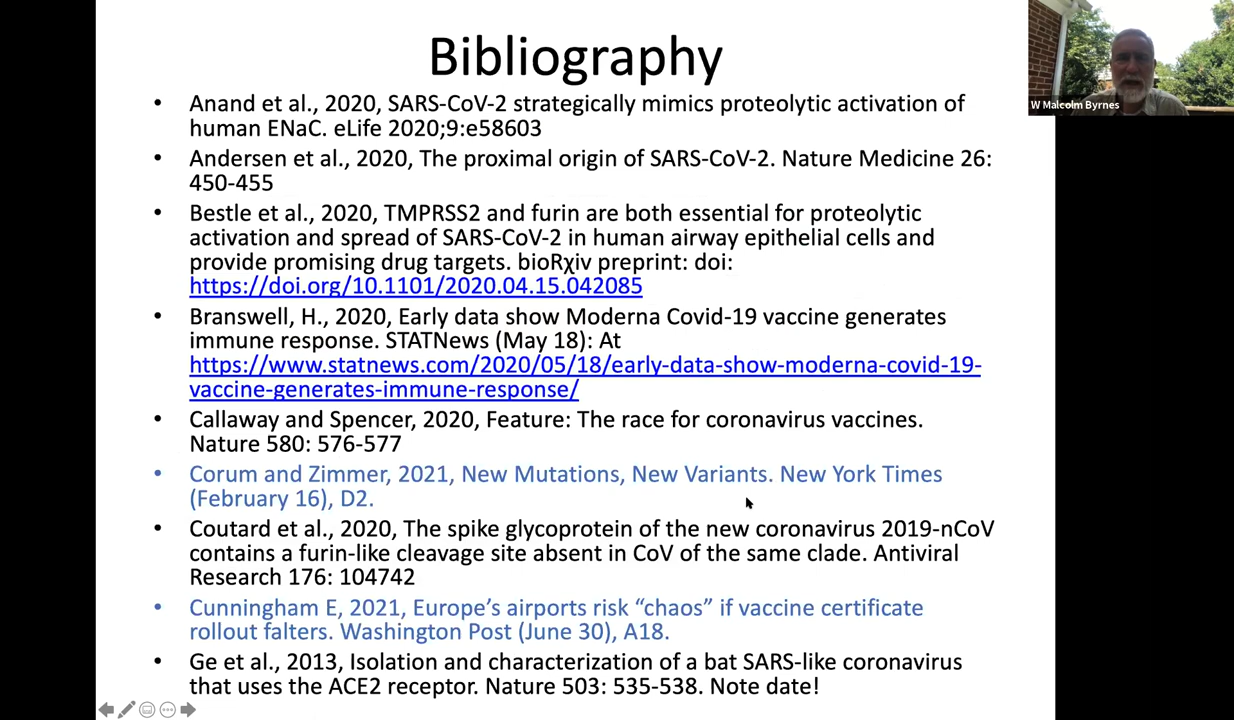 Bibliography
W Malcolm Byrnes
• Anand et al., 2020, SARS-CoV-2 strategically mimics proteolytic activation of
human ENaC. eLife 2020;9:e58603
• Andersen et al., 2020, The proximal origin of SARS-CoV-2. Nature Medicine 26:
450-455
• Bestle et al., 2020, TMPRSS2 and furin are both essential for proteolytic
activation and spread of SARS-CoV-2 in human airway epithelial cells and
provide promising drug targets. bioRχiv preprint: doi:
https://doi.org/10.1101/2020.04.15.042085
• Branswell, H., 2020, Early data show Moderna Covid-19 vaccine generates
immune response. STATNews (May 18): At
https://www.statnews.com/2020/05/18/early-data-show-moderna-covid-19-
vaccine-generates-immune-response/
• Callaway and Spencer, 2020, Feature: The race for coronavirus vaccines.
Nature 580: 576-577
• Corum and Zimmer, 2021, New Mutations, New Variants. New York Times
(February 16), D2.
• Coutard et al., 2020, The spike glycoprotein of the new coronavirus 2019-nCoV
contains a furin-like cleavage site absent in CoV of the same clade. Antiviral
Research 176: 104742
• Cunningham E, 2021, Europe’s airports risk “chaos” if vaccine certificate
rollout falters. Washington Post (June 30), A18.
• Ge et al., 2013, Isolation and characterization of a bat SARS-like coronavirus
that uses the ACE2 receptor. Nature 503: 535-538. Note date!